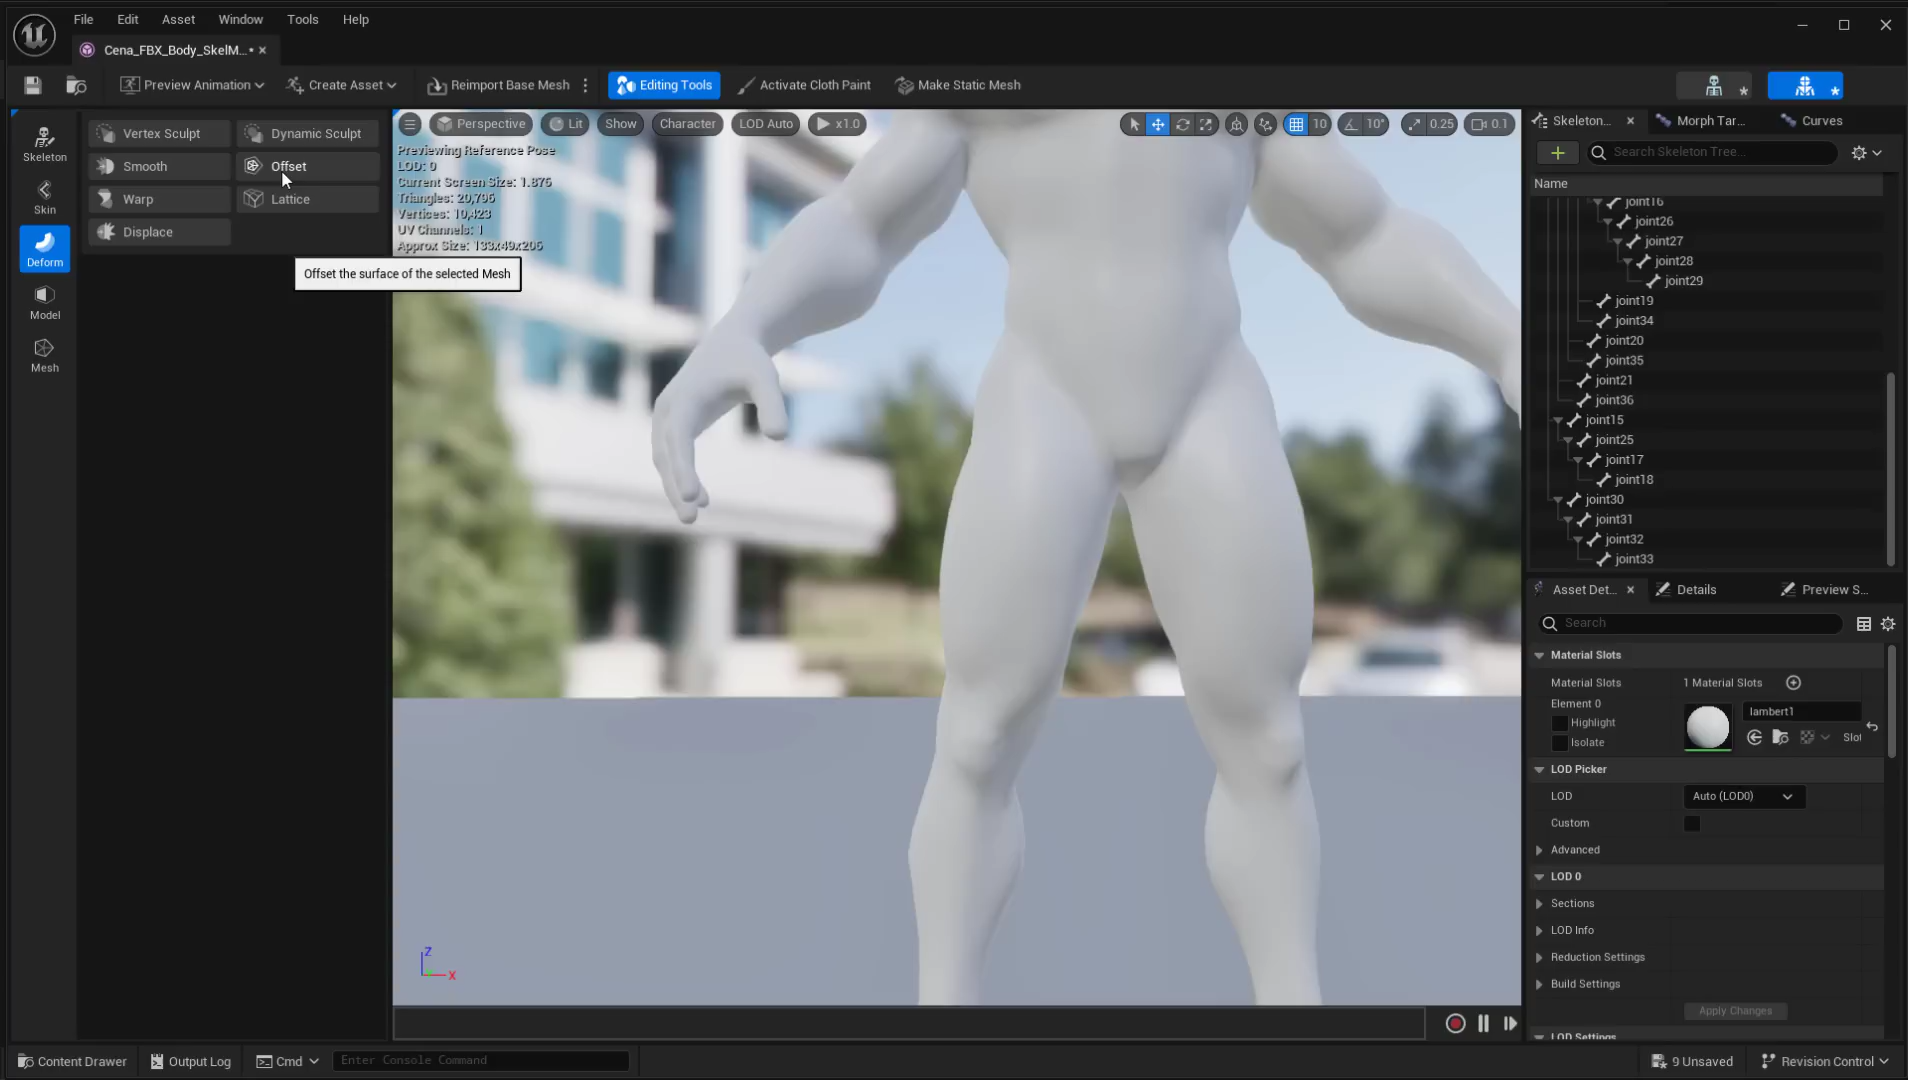 File Edit Asset Window Tools Help
Cena_FBX_Body_SkelM...•
Preview Animation Create Asset Reimport Base Mesh Editing Tools Activate Cloth Paint Make Static Mesh
Skeleton
Skin
Deform
Model
Mesh
Vertex Sculpt Dynamic Sculpt
Smooth Offset
Warp Lattice
Displace
Offset the surface of the selected Mesh
Perspective Lit Show Character LOD Auto x1.0 10 10° 0.25 0.1
Previewing Reference Pose
LOD: 0
Current Screen Size: 1.876
Triangles: 20,796
Vertices: 10,423
UV Channels: 1
Approx Size: 133x49x206
Z
X
Skeleton... Morph Tar... Curves
Search Skeleton Tree...
Name
joint16
joint26
joint27
joint28
joint29
joint19
joint34
joint20
joint35
joint21
joint36
joint15
joint25
joint17
joint18
joint30
joint31
joint32
joint33
Asset Det... Details Preview S...
Search
Material Slots
Material Slots 1 Material Slots
Element 0
Highlight
Isolate
lambert1
Slot
LOD Picker
LOD Auto (LOD0)
Custom
Advanced
LOD 0
Sections
LOD Info
Reduction Settings
Build Settings
Apply Changes
LOD Settings
Content Drawer Output Log Cmd Enter Console Command 9 Unsaved Revision Control